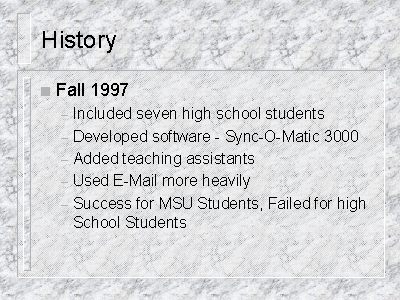 History
Fall 1997
– Included seven high school students
– Developed software - Sync-O-Matic 3000
– Added teaching assistants
– Used E-Mail more heavily
– Success for MSU Students, Failed for high
School Students